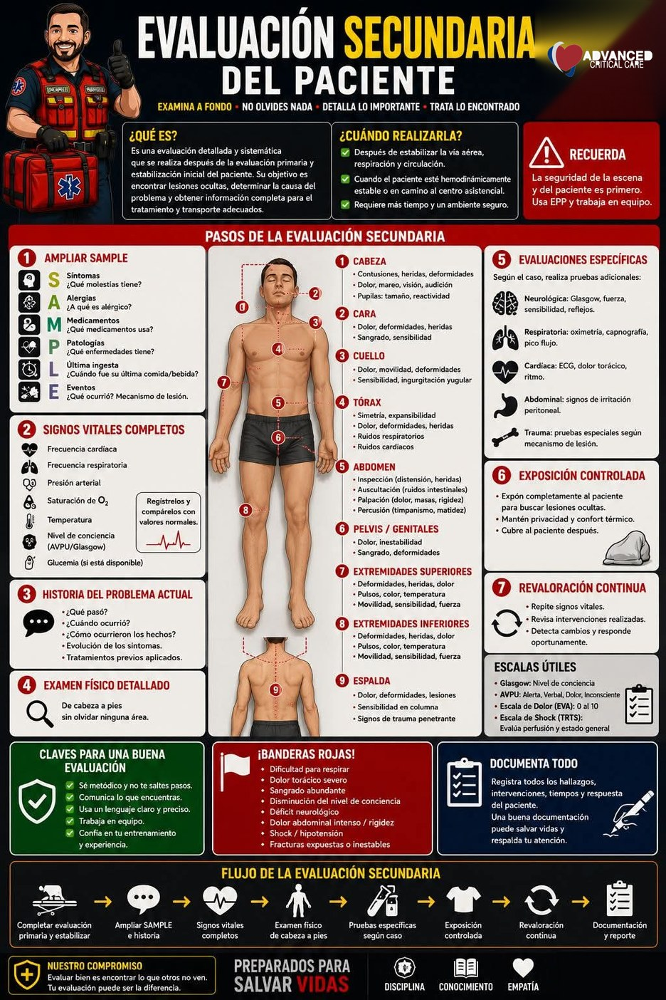 EVALUACIÓN SECUNDARIA
DEL PACIENTE
ADVANCED
CRITICAL CARE
EXAMINA A FONDO • NO OLVIDES NADA • DETALLA LO IMPORTANTE • TRATA LO ENCONTRADO
¿QUÉ ES?
Es una evaluación detallada y sistemática
que se realiza después de la evaluación primaria y
estabilización inicial del paciente. Su objetivo es
encontrar lesiones ocultas, determinar la causa del
problema y obtener información completa para el
tratamiento y transporte adecuados.
¿CUÁNDO REALIZARLA?
Después de estabilizar la vía aérea,
respiración y circulación.
Cuando el paciente esté hemodinámicamente
estable o en camino al centro asistencial.
Requiere más tiempo y un ambiente seguro.
RECUERDA
La seguridad de la escena
y del paciente es primero.
Usa EPP y trabaja en equipo.
PASOS DE LA EVALUACIÓN SECUNDARIA
1 AMPLIAR SAMPLE
S Síntomas
¿Qué molestias tiene?
A Alergias
¿A qué es alérgico?
M Medicamentos
¿Qué medicamentos usa?
P Patologías
¿Qué enfermedades tiene?
L Última ingesta
¿Cuándo fue su última comida/bebida?
E Eventos
¿Qué ocurrió? Mecanismo de lesión.
2 SIGNOS VITALES COMPLETOS
Frecuencia cardíaca
Frecuencia respiratoria
Presión arterial
Saturación de O2
Temperatura
Nivel de conciencia
(AVPU/Glasgow)
Glucemia (si está disponible)
Regístrelos y
compárelos con
valores normales.
3 HISTORIA DEL PROBLEMA ACTUAL
• ¿Qué pasó?
• ¿Cuándo ocurrió?
• ¿Cómo ocurrieron los hechos?
• Evolución de los síntomas.
• Tratamientos previos aplicados.
4 EXAMEN FÍSICO DETALLADO
De cabeza a pies
sin olvidar ninguna área.
2
3
4
7
5
6
8
9
1 CABEZA
• Contusiones, heridas, deformidades
• Dolor, mareo, visión, audición
• Pupilas: tamaño, reactividad
2 CARA
• Dolor, deformidades, heridas
• Sangrado, sensibilidad
3 CUELLO
• Dolor, movilidad, deformidades
• Sensibilidad, ingurgitación yugular
4 TÓRAX
• Simetría, expansibilidad
• Dolor, deformidades, heridas
• Ruidos respiratorios
• Ruidos cardíacos
5 ABDOMEN
• Inspección (distensión, heridas)
• Auscultación (ruidos intestinales)
• Palpación (dolor, masas, rigidez)
• Percusión (timpanismo, matidez)
6 PELVIS / GENITALES
• Dolor, inestabilidad
• Sangrado, deformidades
7 EXTREMIDADES SUPERIORES
• Deformidades, heridas, dolor
• Pulsos, color, temperatura
• Movilidad, sensibilidad, fuerza
8 EXTREMIDADES INFERIORES
• Deformidades, heridas, dolor
• Pulsos, color, temperatura
• Movilidad, sensibilidad, fuerza
9 ESPALDA
• Dolor, deformidades, lesiones
• Sensibilidad en columna
• Signos de trauma penetrante
5 EVALUACIONES ESPECÍFICAS
Según el caso, realiza pruebas adicionales:
Neurológica: Glasgow, fuerza,
sensibilidad, reflejos.
Respiratoria: oximetría, capnografía,
pico flujo.
Cardíaca: ECG, dolor torácico,
ritmo.
Abdominal: signos de irritación
peritoneal.
Trauma: pruebas especiales según
mecanismo de lesión.
6 EXPOSICIÓN CONTROLADA
• Expón completamente al paciente
para buscar lesiones ocultas.
• Mantén privacidad y confort térmico.
• Cubre al paciente después.
7 REVALORACIÓN CONTINUA
• Repite signos vitales.
• Revisa intervenciones realizadas.
• Detecta cambios y responde
oportunamente.
ESCALAS ÚTILES
• Glasgow: Nivel de conciencia
• AVPU: Alerta, Verbal, Dolor, Inconsciente
• Escala de Dolor (EVA): 0 al 10
• Escala de Shock (TRTS):
Evalúa perfusión y estado general
CLAVES PARA UNA BUENA
EVALUACIÓN
Sé metódico y no te saltes pasos.
Comunica lo que encuentras.
Usa un lenguaje claro y preciso.
Trabaja en equipo.
Confía en tu entrenamiento
y experiencia.
¡BANDERAS ROJAS!
• Dificultad para respirar
• Dolor torácico severo
• Sangrado abundante
• Disminución del nivel de conciencia
• Déficit neurológico
• Dolor abdominal intenso / rigidez
• Shock / hipotensión
• Fracturas expuestas o inestables
DOCUMENTA TODO
Registra todos los hallazgos,
intervenciones, tiempos y respuesta
del paciente.
Una buena documentación
puede salvar vidas y
respalda tu atención.
FLUJO DE LA EVALUACIÓN SECUNDARIA
Completar evaluación
primaria y estabilizar
Ampliar SAMPLE
e historia
Signos vitales
completos
Examen físico
de cabeza a pies
Pruebas específicas
según caso
Exposición
controlada
Revaloración
continua
Documentación
y reporte
NUESTRO COMPROMISO
Evaluar bien es encontrar lo que otros no ven.
Tu evaluación puede ser la diferencia.
PREPARADOS PARA
SALVAR VIDAS
DISCIPLINA
CONOCIMIENTO
EMPATÍA